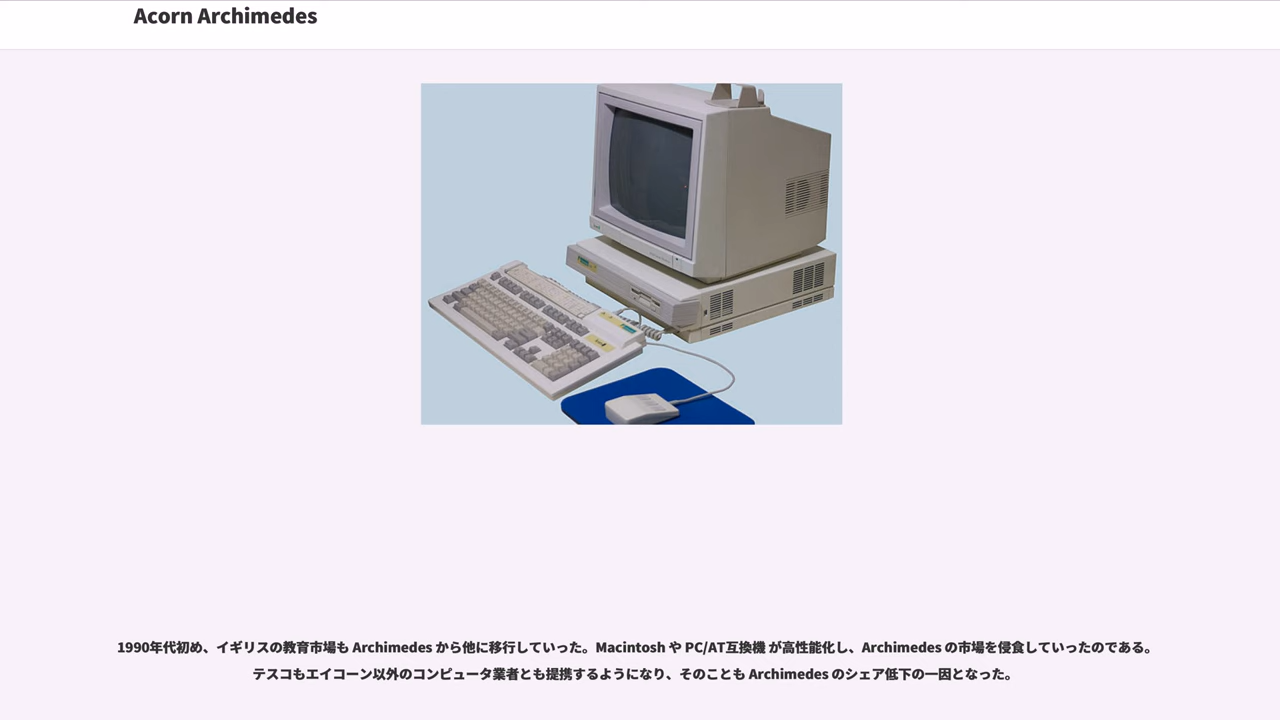 Acorn Archimedes
1990年代初め、イギリスの教育市場も Archimedes から他に移行していった。Macintosh や PC/AT互換機 が高性能化し、Archimedes の市場を侵食していったのである。
テスコもエイコーン以外のコンピュータ業者とも提携するようになり、そのことも Archimedes のシェア低下の一因となった。